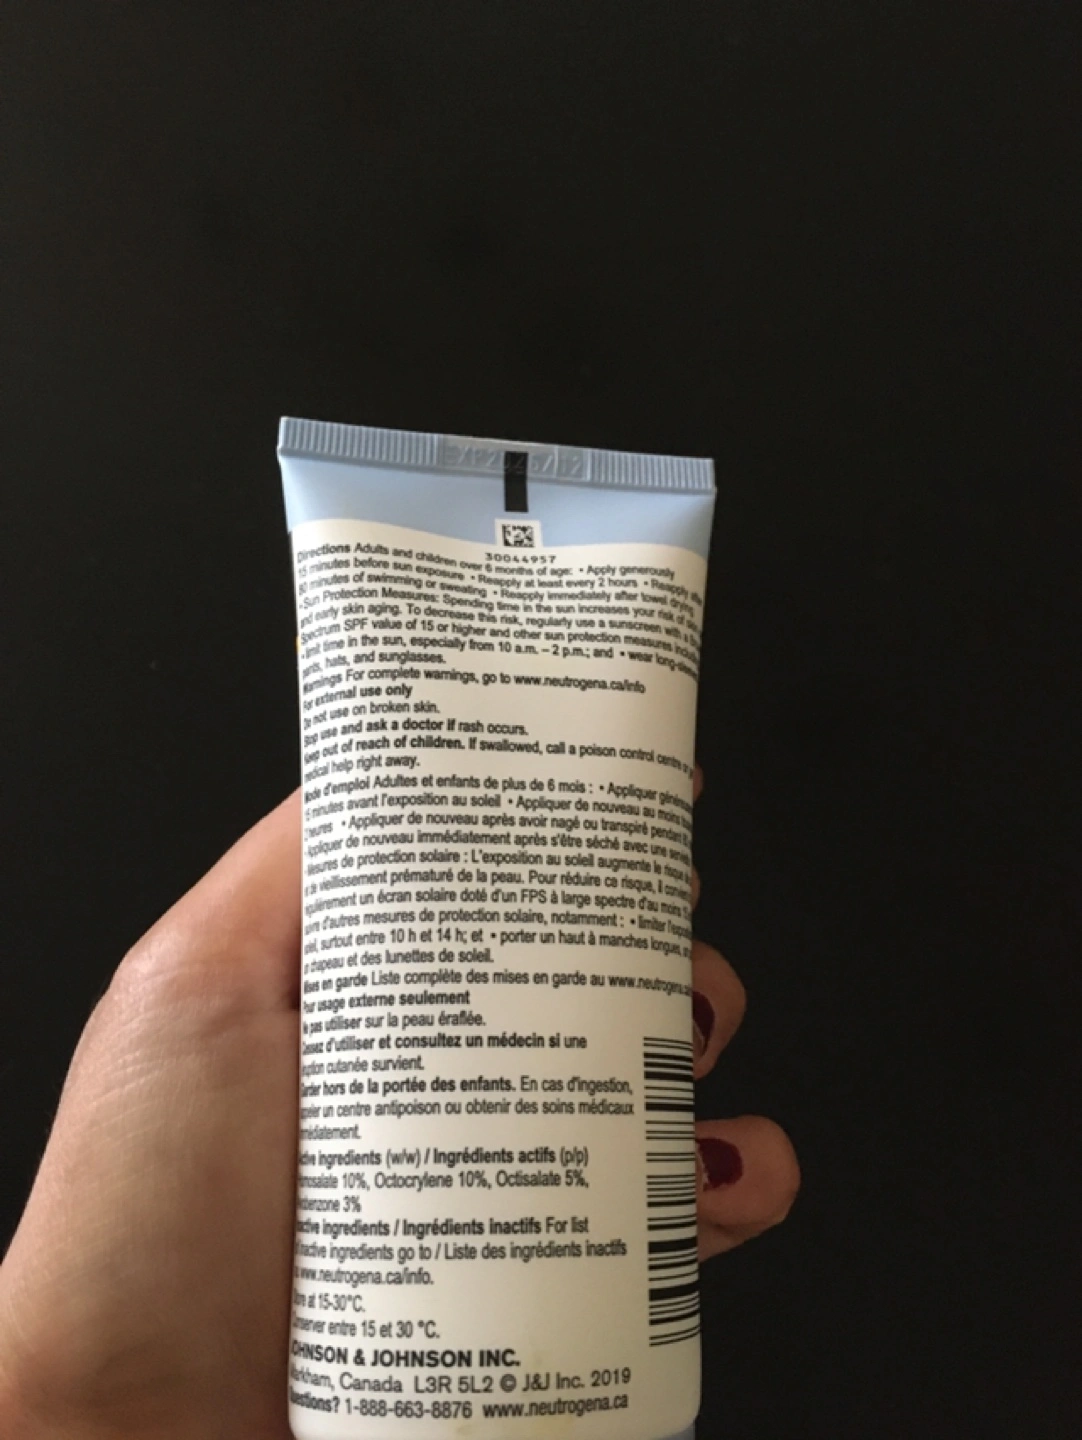 30044957
Directions Adults and children over 6 months of age: • Apply generously
15 minutes before sun exposure • Reapply at least every 2 hours • Reapply
80 minutes of swimming or sweating • Reapply immediately after towel drying
• Sun Protection Measures: Spending time in the sun increases your risk of
and early skin aging. To decrease this risk, regularly use a sunscreen with a
Spectrum SPF value of 15 or higher and other sun protection measures
• limit time in the sun, especially from 10 a.m. – 2 p.m.; and • wear
pants, hats, and sunglasses.
Warnings For complete warnings, go to www.neutrogena.ca/info
For external use only
Do not use on broken skin.
Stop use and ask a doctor if rash occurs.
Keep out of reach of children. If swallowed, call a poison control centre
medical help right away.
Mode d'emploi Adultes et enfants de plus de 6 mois : • Appliquer
15 minutes avant l'exposition au soleil • Appliquer de nouveau au moins
2 heures • Appliquer de nouveau après avoir nagé ou transpiré
Appliquer de nouveau immédiatement après s'être séché avec une
Mesures de protection solaire : L'exposition au soleil augmente le
de vieillissement prématuré de la peau. Pour réduire ce risque, il
régulièrement un écran solaire doté d'un FPS à large spectre d'au moins
d'autres mesures de protection solaire, notamment : • limiter
surtout entre 10 h et 14 h; et • porter un haut à manches longues,
chapeau et des lunettes de soleil.
Mises en garde Liste complète des mises en garde au www.neutrogena
Pour usage externe seulement
Ne pas utiliser sur la peau éraflée.
Cessez d'utiliser et consultez un médecin si une
éruption cutanée survient.
Garder hors de la portée des enfants. En cas d'ingestion,
un centre antipoison ou obtenir des soins médicaux
immédiatement.
ingredients (w/w) / Ingrédients actifs (p/p)
10%, Octocrylene 10%, Octisalate 5%,
3%
ingredients / Ingrédients inactifs For list
inactive ingredients go to / Liste des ingrédients inactifs
www.neutrogena.ca/info.
at 15-30°C.
Conserver entre 15 et 30 °C.
JOHNSON & JOHNSON INC.
Markham, Canada L3R 5L2 © J&J Inc. 2019
Questions? 1-888-663-8876 www.neutrogena.ca